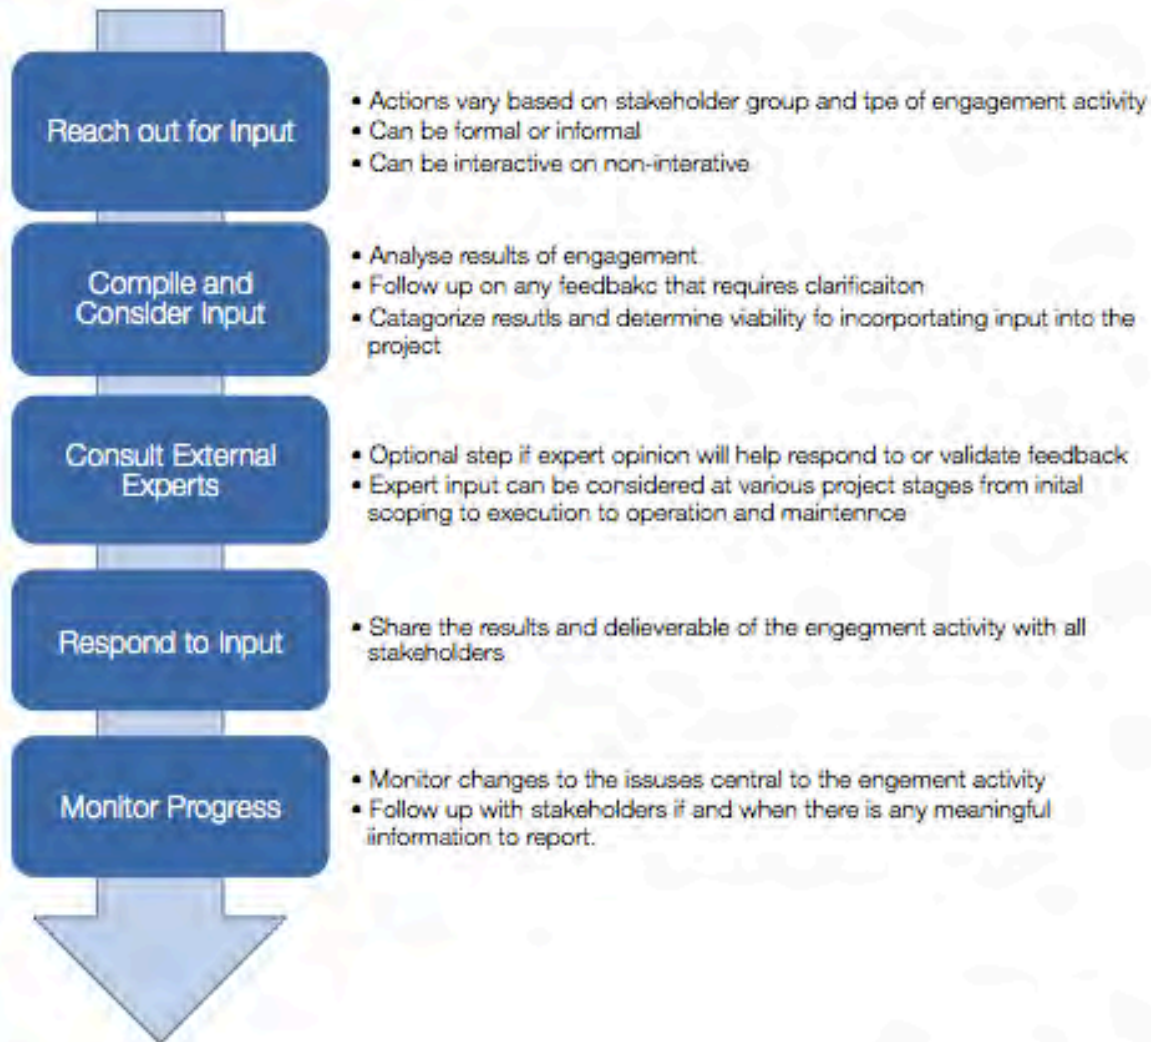 Reach out for Input
• Actions vary based on stakeholder group and tpe of engagement activity
• Can be formal or informal
• Can be interactive on non-interative
Compile and
Consider Input
• Analyse results of engagement
• Follow up on any feedbakc that requires clarificaiton
• Catagorize resutls and determine viability fo incorportating input into the
project
Consult External
Experts
• Optional step if expert opinion will help respond to or validate feedback
• Expert input can be considered at various project stages from inital
scoping to execution to operation and maintennce
Respond to Input
• Share the results and delieverable of the engegment activity with all
stakeholders
Monitor Progress
• Monitor changes to the issuses central to the engement activity
• Follow up with stakeholders if and when there is any meaningful
iinformation to report.